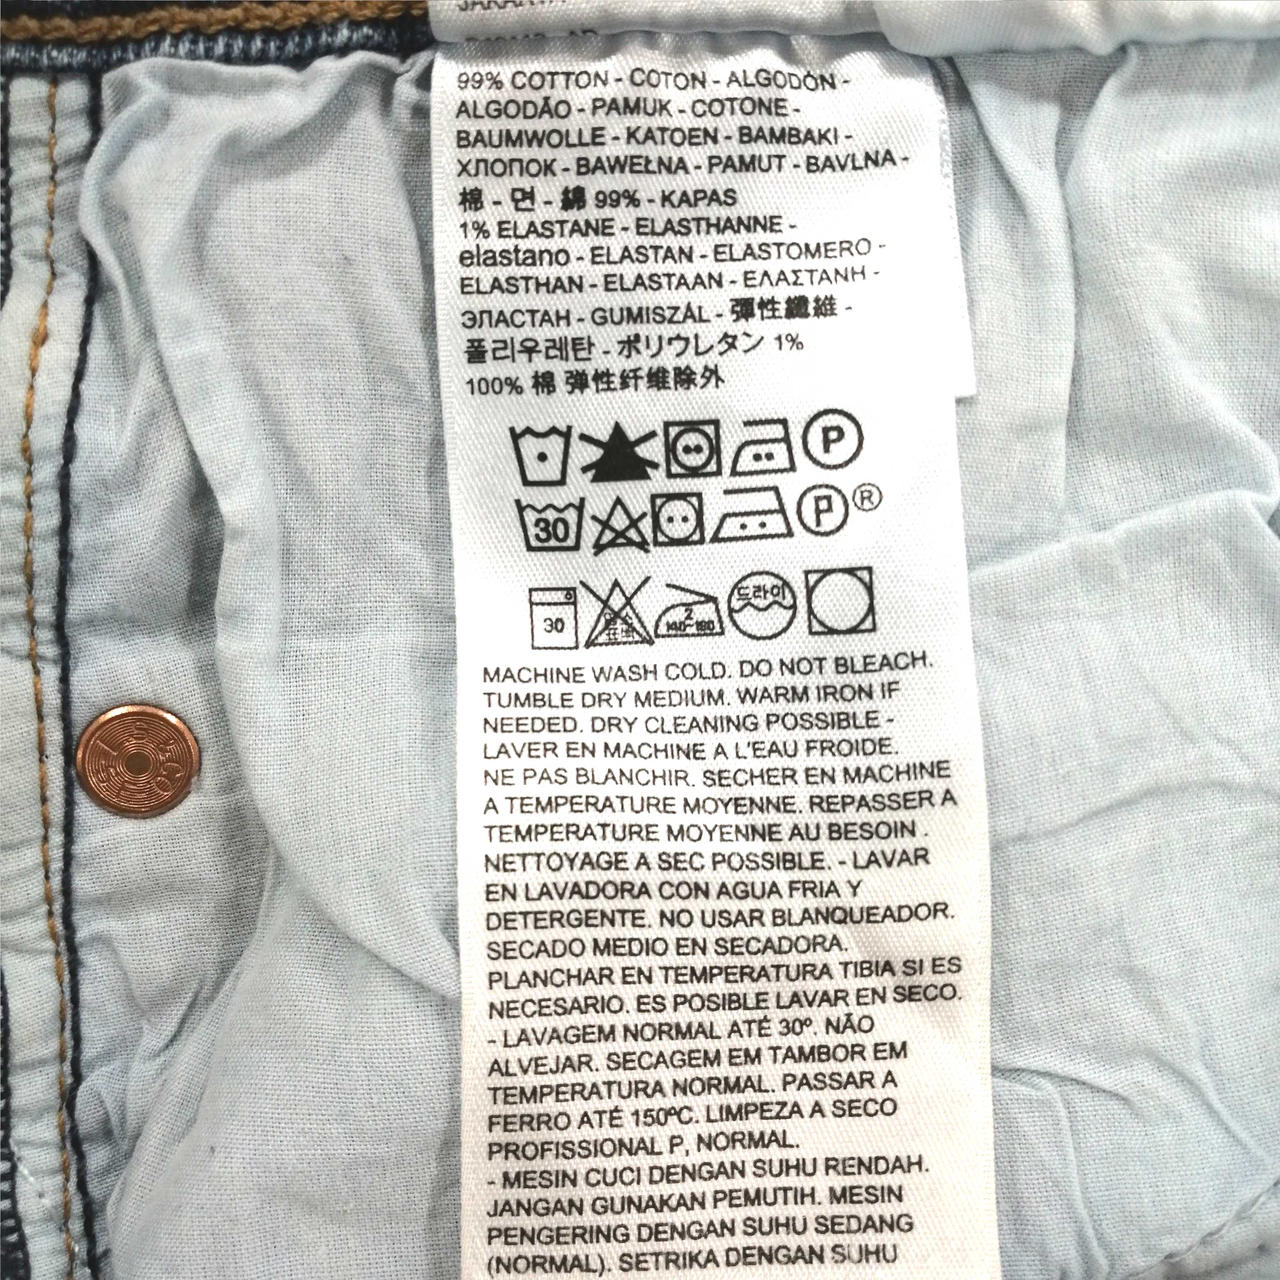 JAKARTA
99% COTTON - COTON - ALGODÓN -
ALGODÃO - PAMUK - COTONE -
BAUMWOLLE - KATOEN - BAMBAKI -
ХЛОПОК - BAWEŁNA - PAMUT - BAVLNA -
棉 - 면 - 綿 99% - KAPAS
1% ELASTANE - ELASTHANNE -
elastano - ELASTAN - ELASTOMERO -
ELASTHAN - ELASTAAN - ΕΛΑΣΤΑΝΗ -
ЭЛАСТАН - GUMISZÁL - 彈性纖維 -
폴리우레탄 - ポリウレタン 1%
100% 棉 弹性纤维除外
P
30 P ®
30 2 140~160 드라이
MACHINE WASH COLD. DO NOT BLEACH.
TUMBLE DRY MEDIUM. WARM IRON IF
NEEDED. DRY CLEANING POSSIBLE -
LAVER EN MACHINE A L'EAU FROIDE.
NE PAS BLANCHIR. SECHER EN MACHINE
A TEMPERATURE MOYENNE. REPASSER A
TEMPERATURE MOYENNE AU BESOIN .
NETTOYAGE A SEC POSSIBLE. - LAVAR
EN LAVADORA CON AGUA FRIA Y
DETERGENTE. NO USAR BLANQUEADOR.
SECADO MEDIO EN SECADORA.
PLANCHAR EN TEMPERATURA TIBIA SI ES
NECESARIO. ES POSIBLE LAVAR EN SECO.
- LAVAGEM NORMAL ATÉ 30º. NÃO
ALVEJAR. SECAGEM EM TAMBOR EM
TEMPERATURA NORMAL. PASSAR A
FERRO ATÉ 150ºC. LIMPEZA A SECO
PROFISSIONAL P, NORMAL.
- MESIN CUCI DENGAN SUHU RENDAH.
JANGAN GUNAKAN PEMUTIH. MESIN
PENGERING DENGAN SUHU SEDANG
(NORMAL). SETRIKA DENGAN SUHU